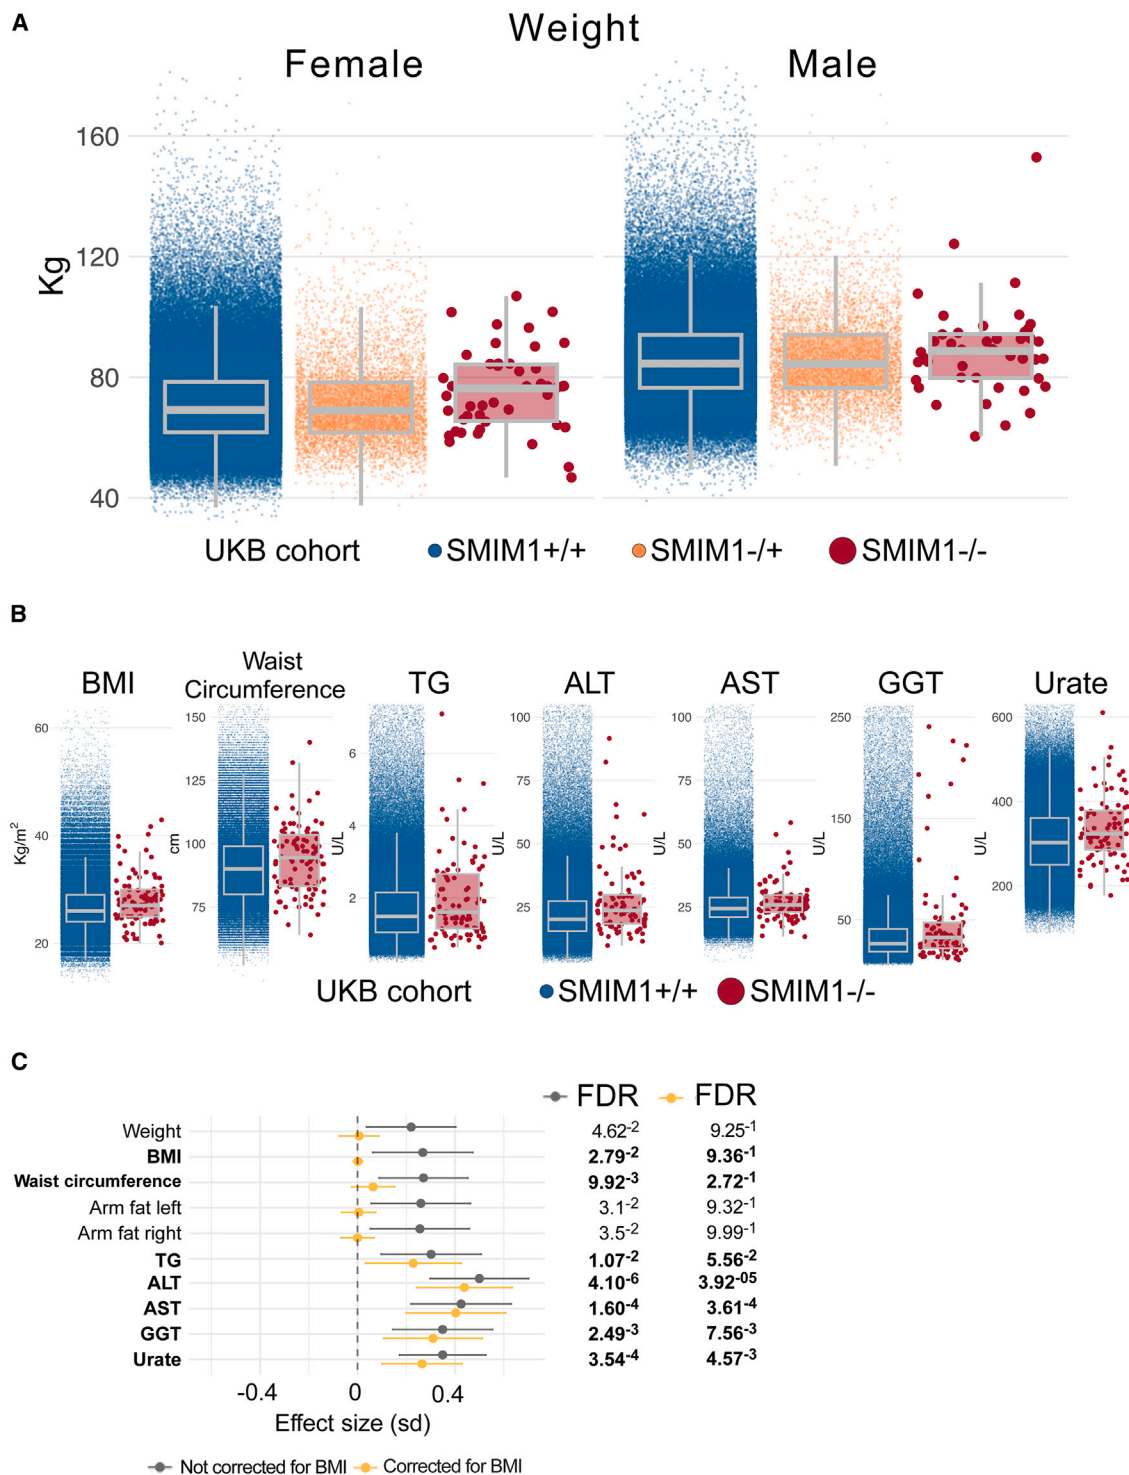 A
Weight
Female Male
Kg
160
120
80
40
UKB cohort SMIM1+/+ SMIM1-/+ SMIM1-/-
B
BMI Waist Circumference TG ALT AST GGT Urate
Kg/m²
60
40
20
cm
150
125
100
75
U/L
6
4
2
U/L
100
75
50
25
U/L
100
75
50
25
U/L
250
150
50
600
400
200
UKB cohort SMIM1+/+ SMIM1-/-
C
FDR FDR
Weight 4.62-2 9.25-1
BMI 2.79-2 9.36-1
Waist circumference 9.92-3 2.72-1
Arm fat left 3.1-2 9.32-1
Arm fat right 3.5-2 9.99-1
TG 1.07-2 5.56-2
ALT 4.10-6 3.92-05
AST 1.60-4 3.61-4
GGT 2.49-3 7.56-3
Urate 3.54-4 4.57-3
-0.4 0 0.4
Effect size (sd)
Not corrected for BMI Corrected for BMI